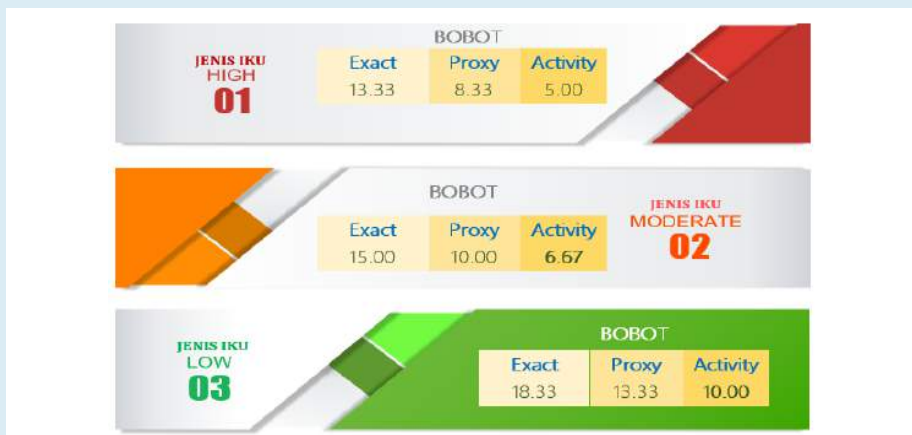 JENIS IKU
HIGH
01
BOBOT
Exact Proxy Activity
13.33 8.33 5.00
BOBOT
Exact Proxy Activity
15.00 10.00 6.67
JENIS IKU
MODERATE
02
JENIS IKU
LOW
03
BOBOT
Exact Proxy Activity
18.33 13.33 10.00